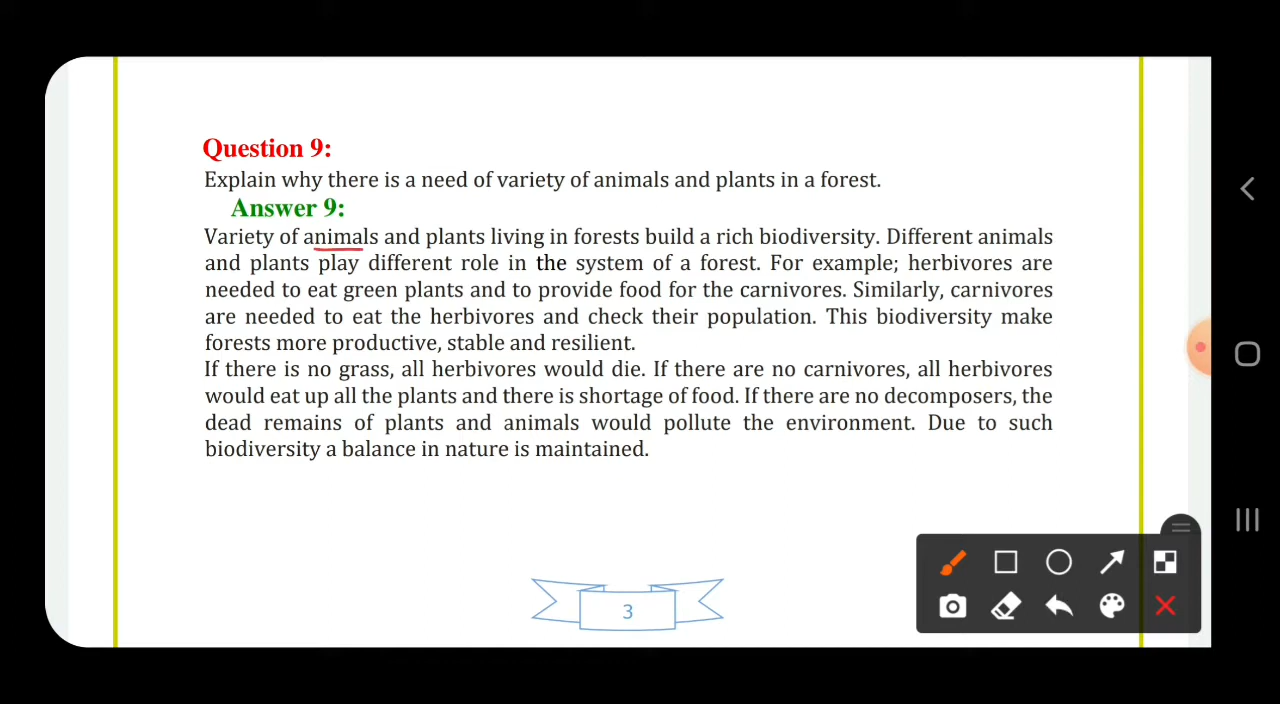 Question 9:
Explain why there is a need of variety of animals and plants in a forest.
Answer 9:
Variety of animals and plants living in forests build a rich biodiversity. Different animals
and plants play different role in the system of a forest. For example; herbivores are
needed to eat green plants and to provide food for the carnivores. Similarly, carnivores
are needed to eat the herbivores and check their population. This biodiversity make
forests more productive, stable and resilient.
If there is no grass, all herbivores would die. If there are no carnivores, all herbivores
would eat up all the plants and there is shortage of food. If there are no decomposers, the
dead remains of plants and animals would pollute the environment. Due to such
biodiversity a balance in nature is maintained.
3